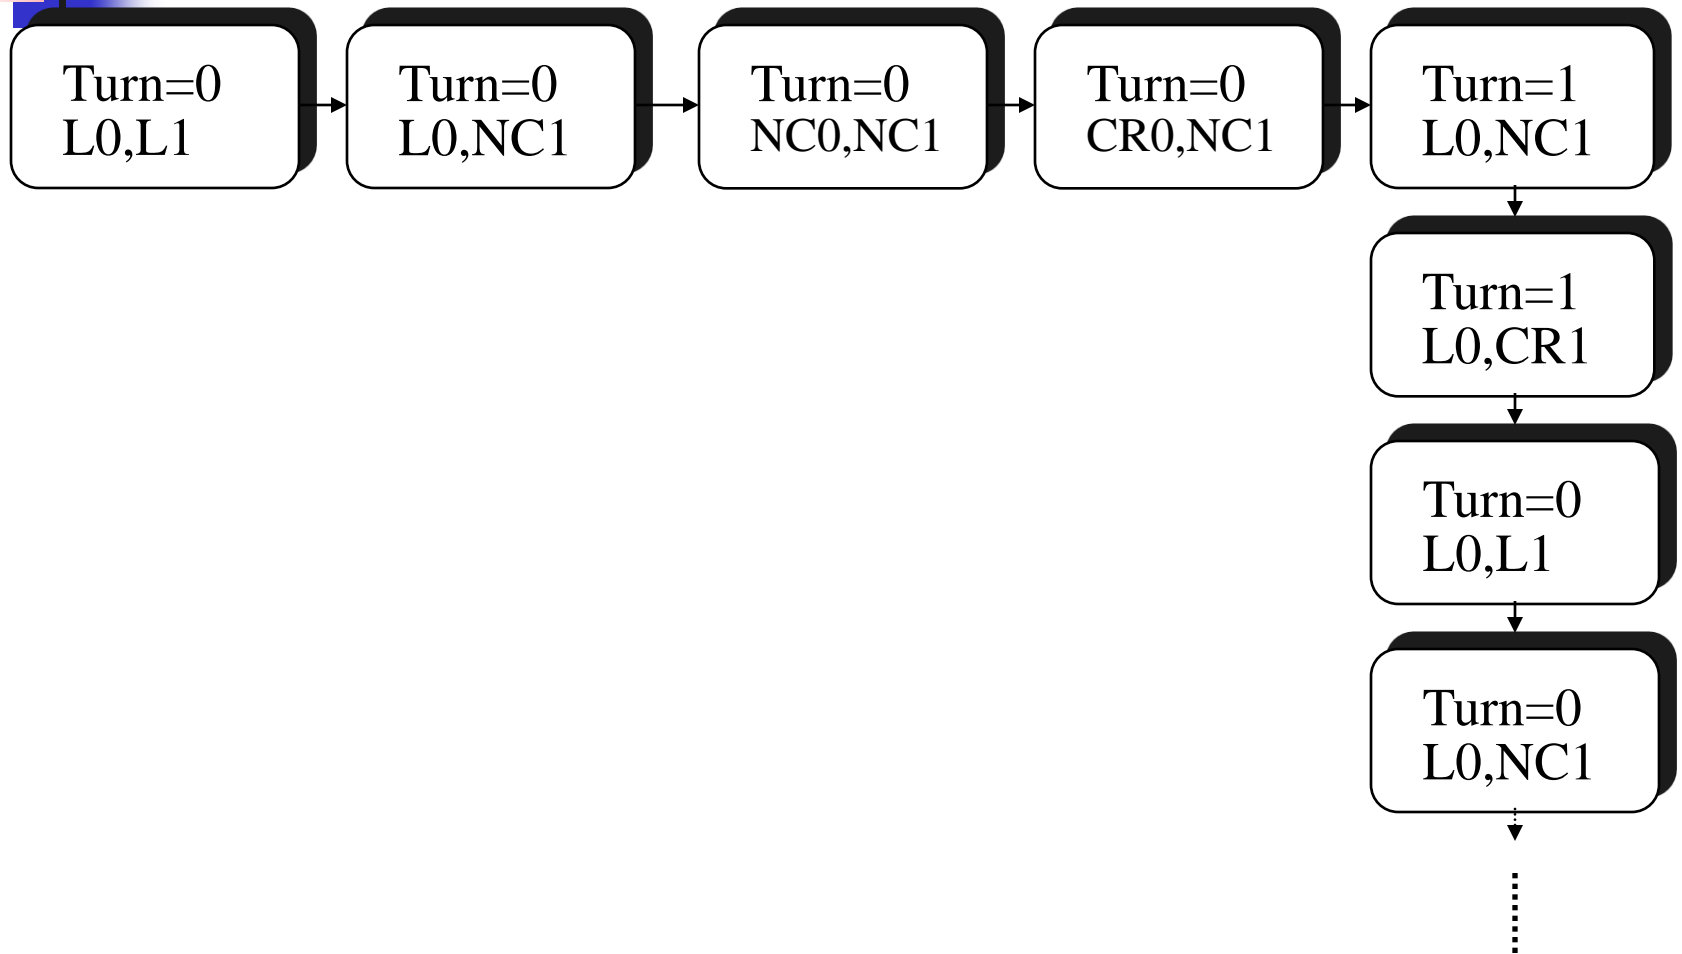 Turn=0
L0,L1
Turn=0
L0,NC1
Turn=0
NC0,NC1
Turn=0
CR0,NC1
Turn=1
L0,NC1
Turn=1
L0,CR1
Turn=0
L0,L1
Turn=0
L0,NC1